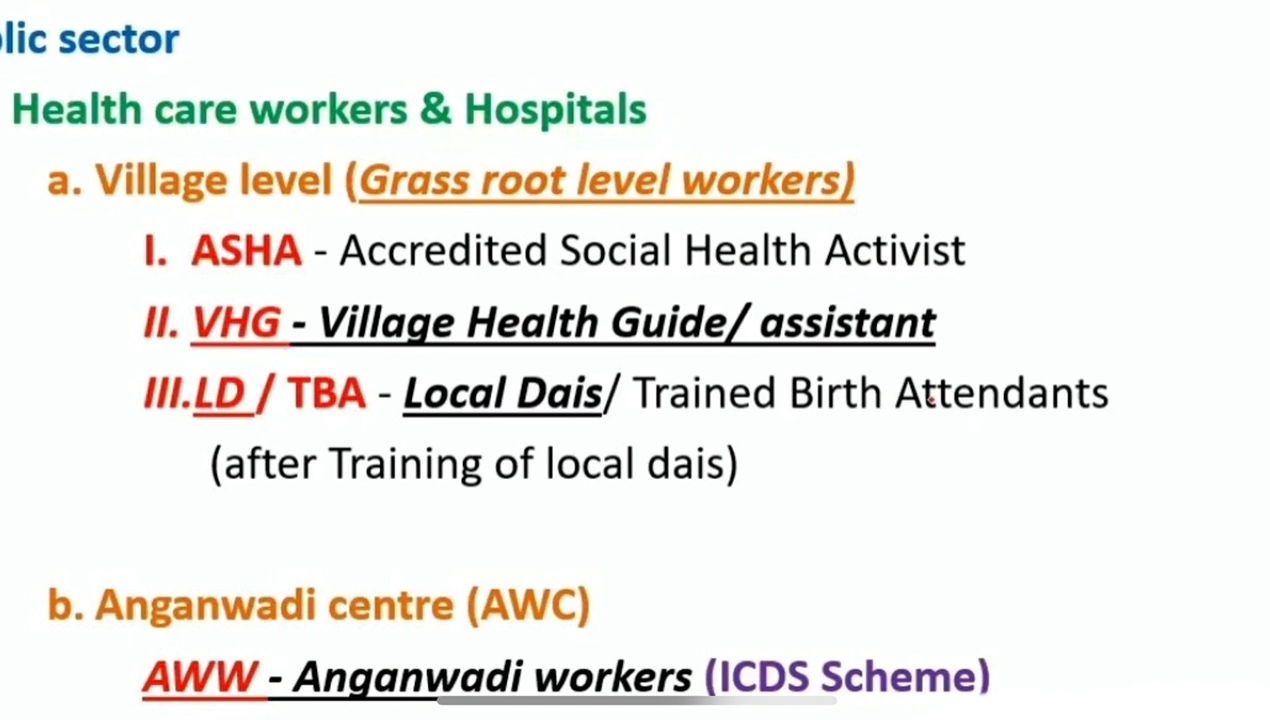 lic sector
Health care workers & Hospitals
a. Village level (Grass root level workers)
I. ASHA - Accredited Social Health Activist
II. VHG - Village Health Guide/ assistant
III.LD / TBA - Local Dais/ Trained Birth Attendants
(after Training of local dais)
b. Anganwadi centre (AWC)
AWW - Anganwadi workers (ICDS Scheme)